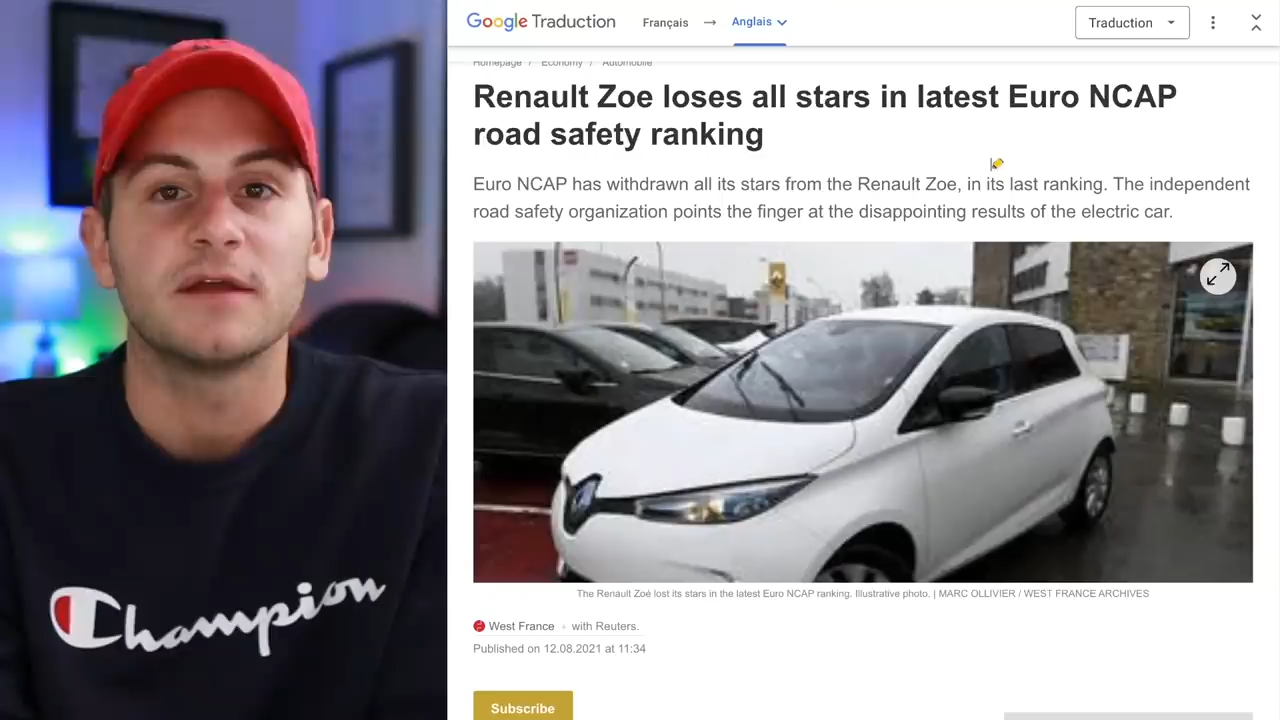 Google Traduction
Français → Anglais
Traduction
Homepage / Economy / Automobile
Renault Zoe loses all stars in latest Euro NCAP
road safety ranking
Euro NCAP has withdrawn all its stars from the Renault Zoe, in its last ranking. The independent
road safety organization points the finger at the disappointing results of the electric car.
The Renault Zoé lost its stars in the latest Euro NCAP ranking. Illustrative photo. | MARC OLLIVIER / WEST FRANCE ARCHIVES
West France
with Reuters.
Published on 12.08.2021 at 11:34
Subscribe
Champion